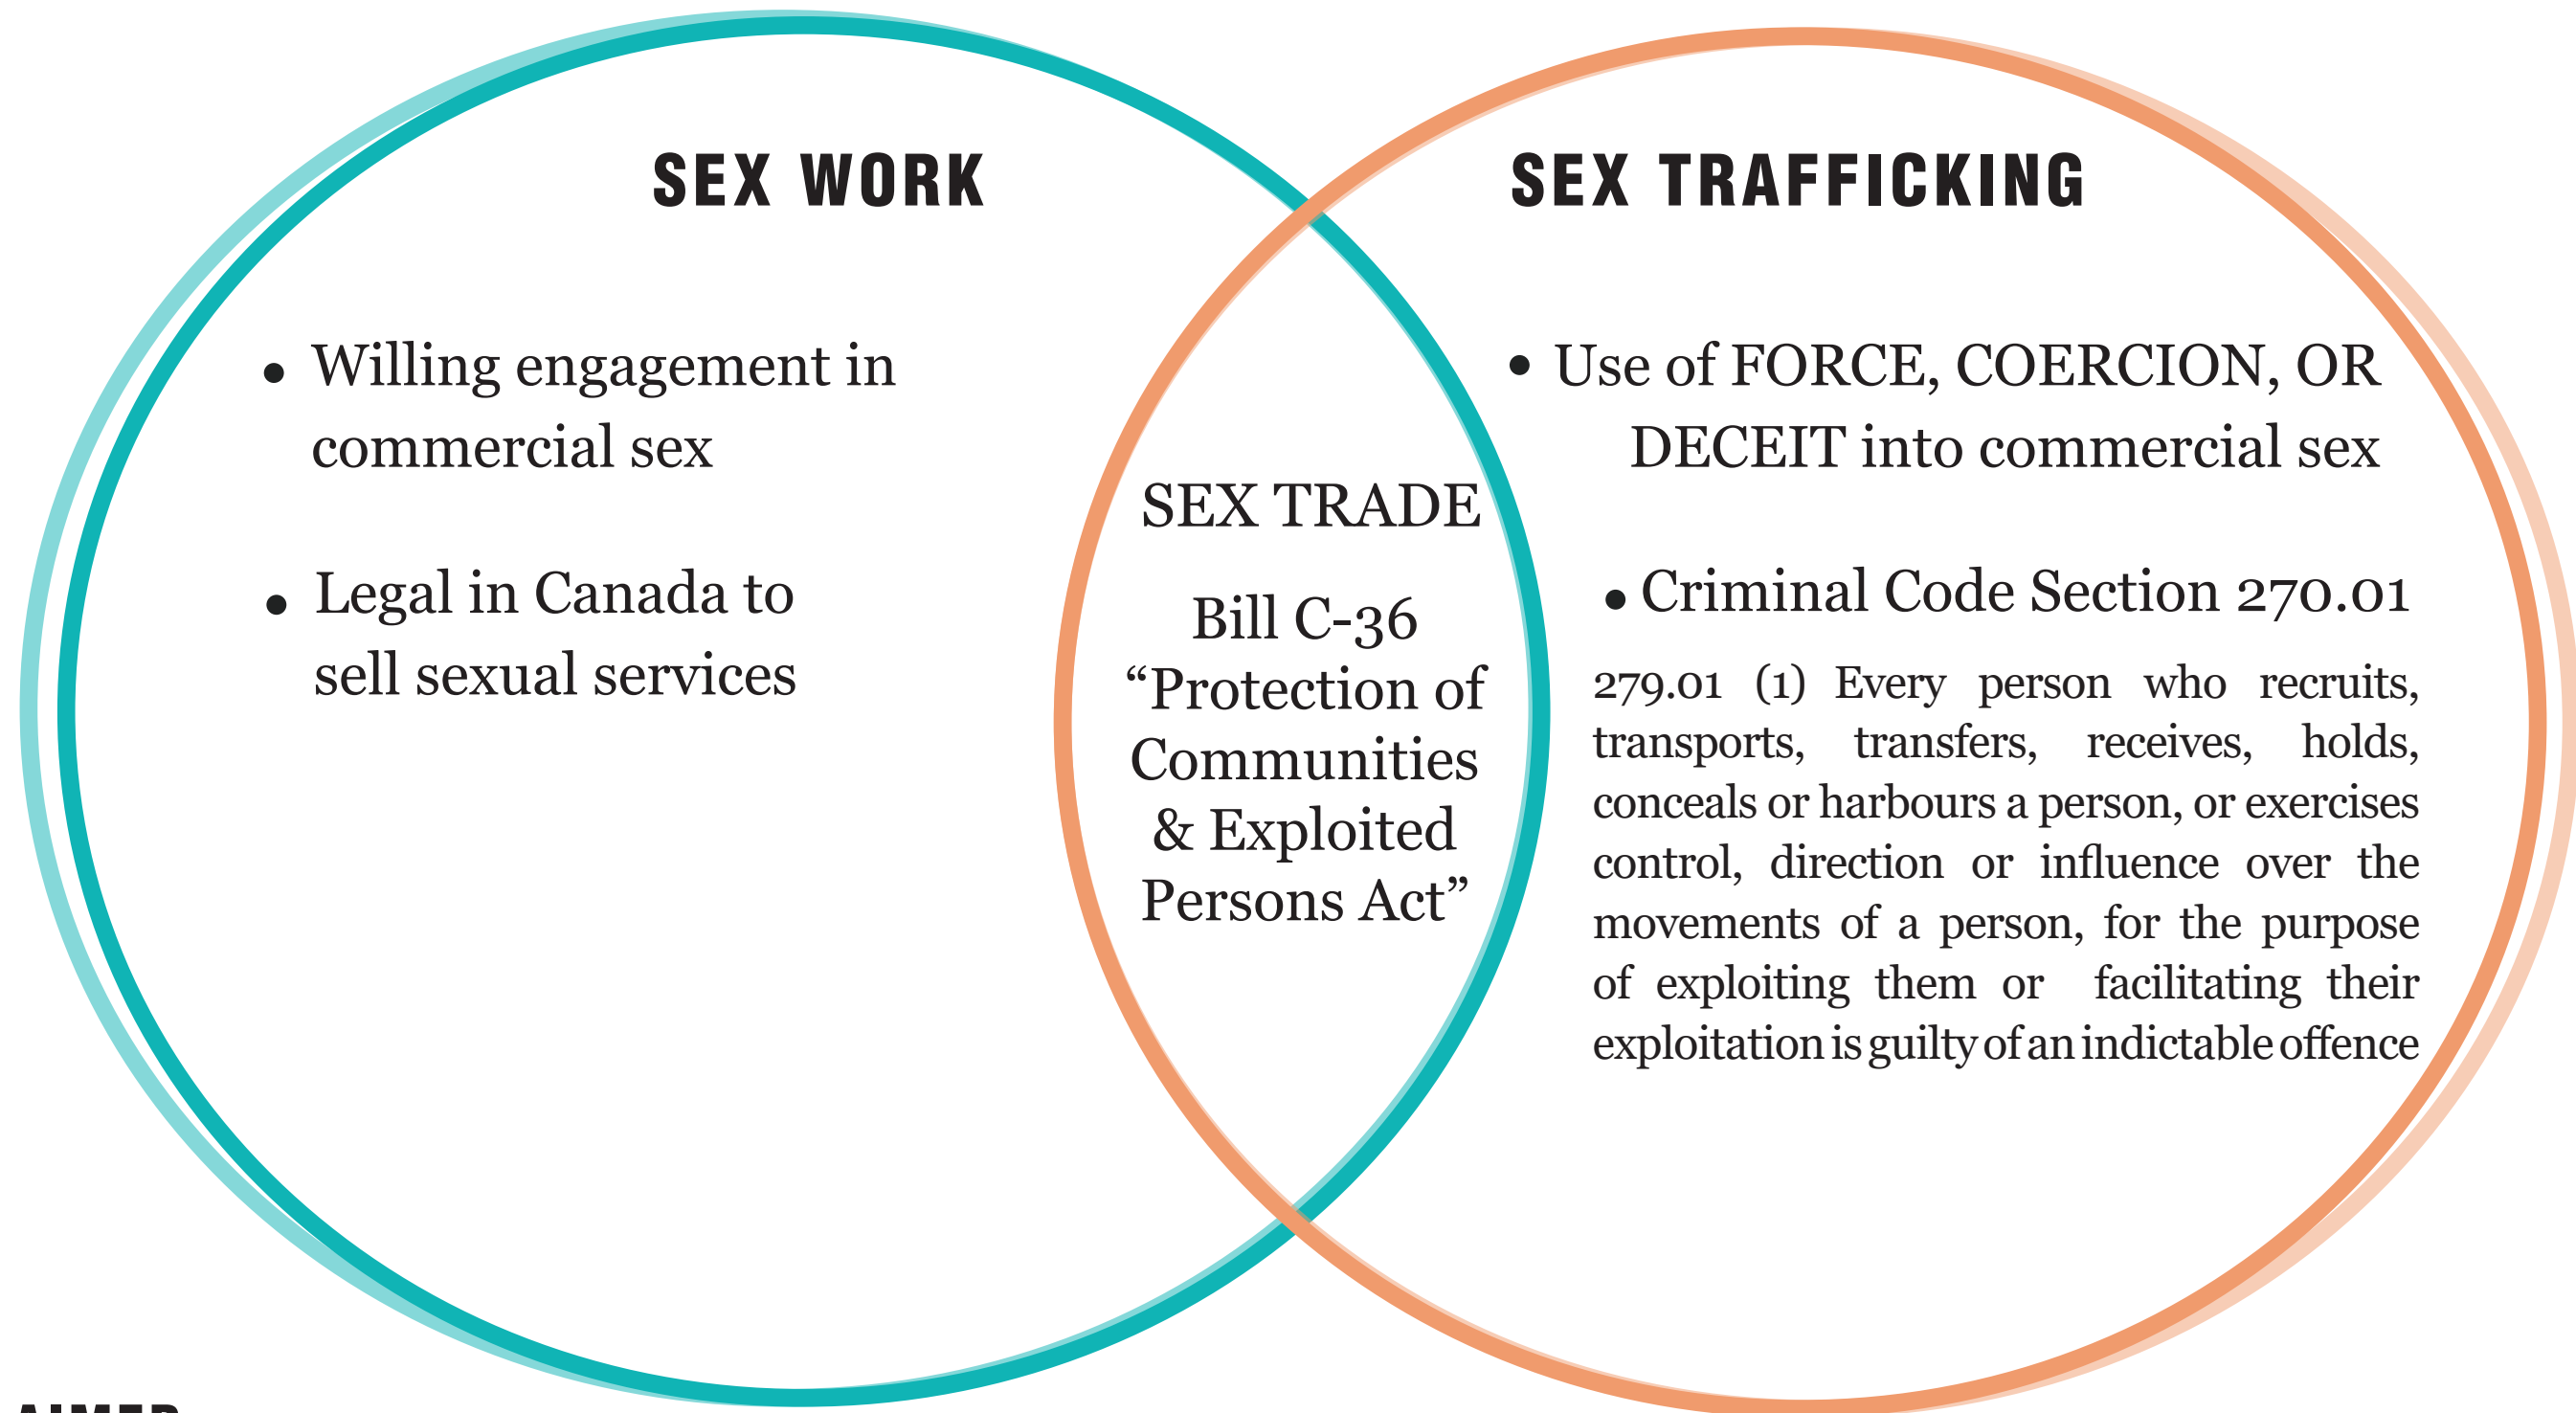 SEX WORK
• Willing engagement in
commercial sex
• Legal in Canada to
sell sexual services
SEX TRADE
Bill C-36
“Protection of
Communities
& Exploited
Persons Act”
SEX TRAFFICKING
• Use of FORCE, COERCION, OR
DECEIT into commercial sex
• Criminal Code Section 270.01
279.01 (1) Every person who recruits,
transports, transfers, receives, holds,
conceals or harbours a person, or exercises
control, direction or influence over the
movements of a person, for the purpose
of exploiting them or facilitating their
exploitation is guilty of an indictable offence